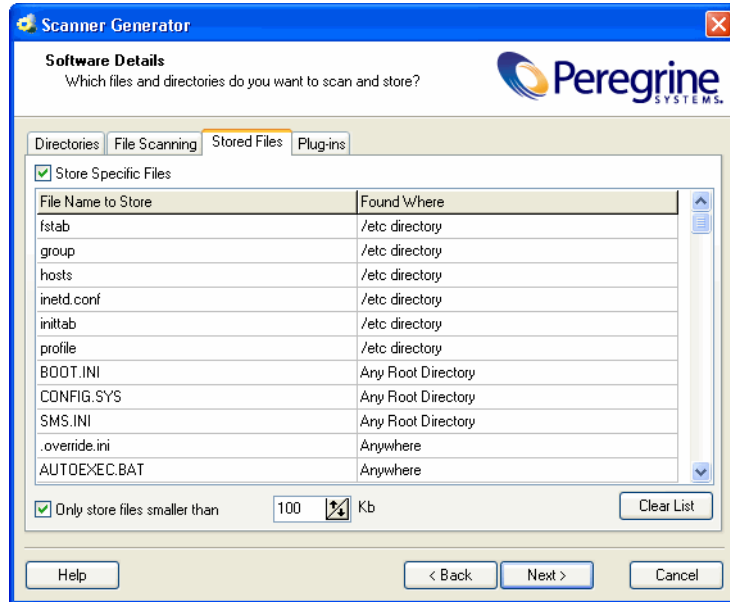 Scanner Generator
Software Details
Which files and directories do you want to scan and store?
Peregrine
SYSTEMS.
Directories File Scanning Stored Files Plug-ins
Store Specific Files
File Name to Store Found Where
fstab /etc directory
group /etc directory
hosts /etc directory
inetd.conf /etc directory
inittab /etc directory
profile /etc directory
BOOT.INI Any Root Directory
CONFIG.SYS Any Root Directory
SMS.INI Any Root Directory
.override.ini Anywhere
AUTOEXEC.BAT Anywhere
Only store files smaller than 100 Kb Clear List
Help < Back Next > Cancel